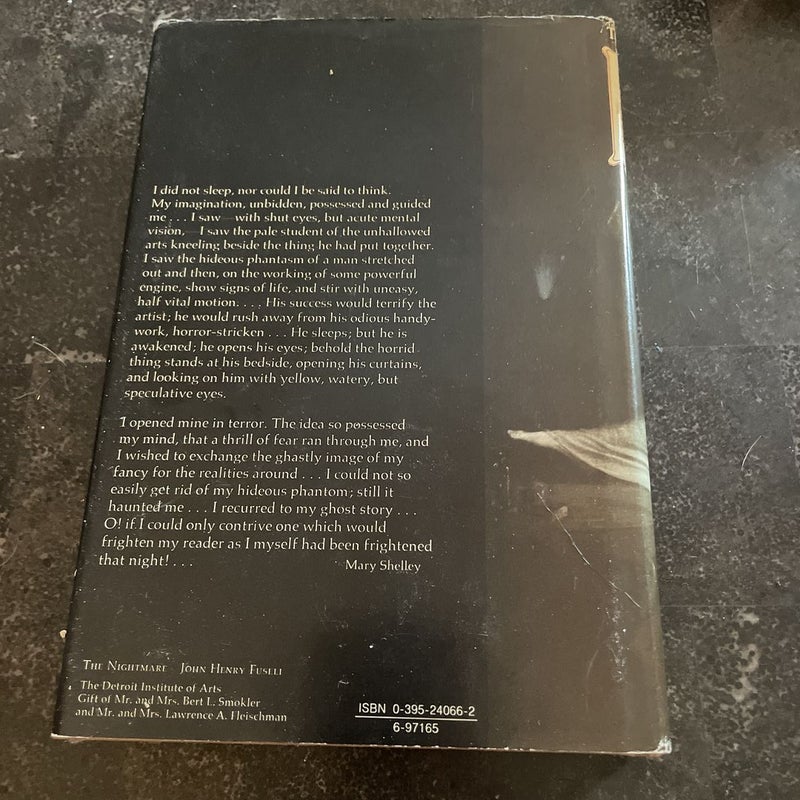 I did not sleep, nor could I be said to think.
My imagination, unbidden, possessed and guided
me . . . I saw—with shut eyes, but acute mental
vision,—I saw the pale student of the unhallowed
arts kneeling beside the thing he had put together.
I saw the hideous phantasm of a man stretched
out and then, on the working of some powerful
engine, show signs of life, and stir with uneasy,
half vital motion. . . . His success would terrify the
artist; he would rush away from his odious handy-
work, horror-stricken . . . He sleeps; but he is
awakened; he opens his eyes; behold the horrid
thing stands at his bedside, opening his curtains,
and looking on him with yellow, watery, but
speculative eyes.
I opened mine in terror. The idea so possessed
my mind, that a thrill of fear ran through me, and
I wished to exchange the ghastly image of my
fancy for the realities around . . . I could not so
easily get rid of my hideous phantom; still it
haunted me . . . I recurred to my ghost story . . .
O! if I could only contrive one which would
frighten my reader as I myself had been frightened
that night! . . .
Mary Shelley
The Nightmare John Henry Fuseli
The Detroit Institute of Arts
Gift of Mr. and Mrs. Bert L. Smokler
and Mr. and Mrs. Lawrence A. Fleischman
ISBN 0-395-24066-2
6-97165